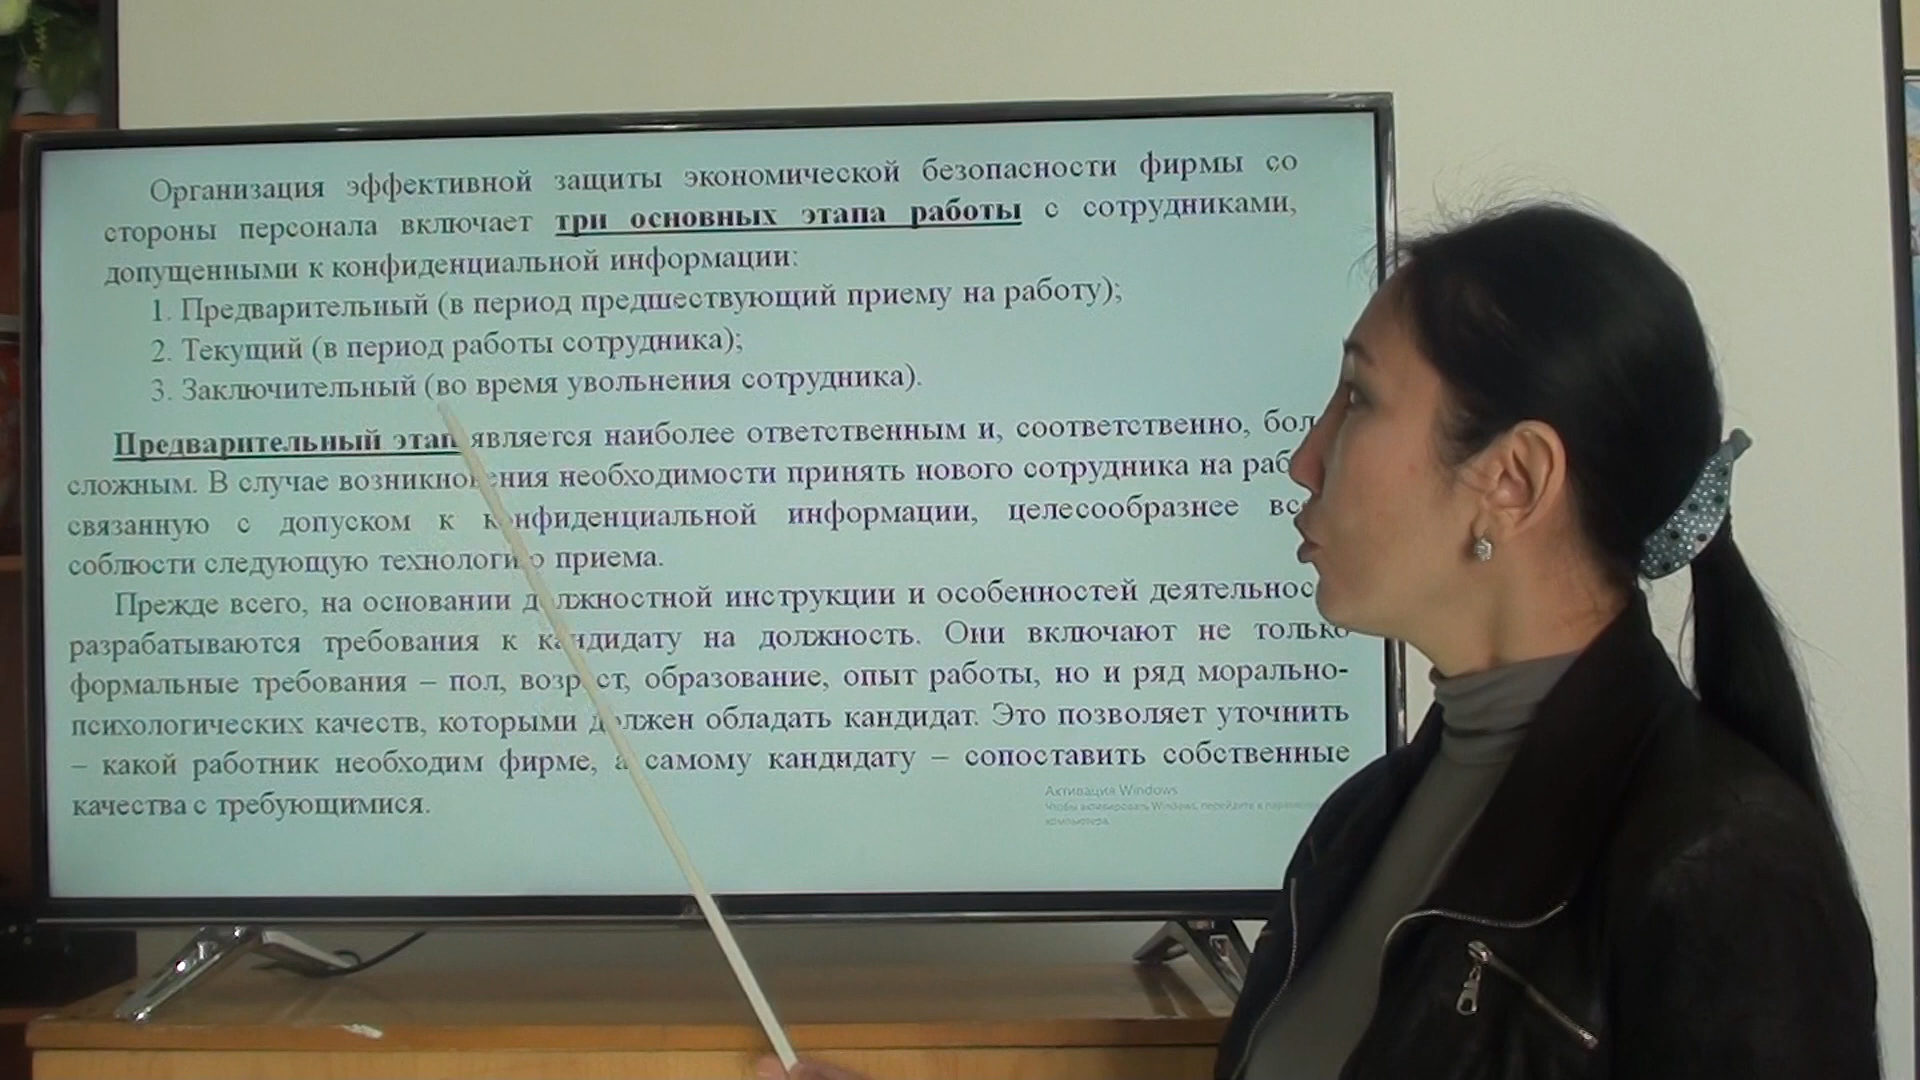 Организация эффективной защиты экономической безопасности фирмы со
стороны персонала включает три основных этапа работы с сотрудниками,
допущенными к конфиденциальной информации:
1. Предварительный (в период предшествующий приему на работу);
2. Текущий (в период работы сотрудника);
3. Заключительный (во время увольнения сотрудника).
Предварительный этап является наиболее ответственным и, соответственно,
сложным. В случае возникновения необходимости принять нового сотрудника на
связанную с допуском к конфиденциальной информации, целесообразнее
соблюсти следующую технологию приема.
Прежде всего, на основании должностной инструкции и особенностей
разрабатываются требования к кандидату на должность. Они включают не только
формальные требования – пол, возраст, образование, опыт работы, но и ряд морально-
психологических качеств, которыми должен обладать кандидат. Это позволяет уточнить
– какой работник необходим фирме, а самому кандидату – сопоставить собственные
качества с требующимися.
Активация Windows
Чтобы активировать Windows, перейдите в
компьютера.